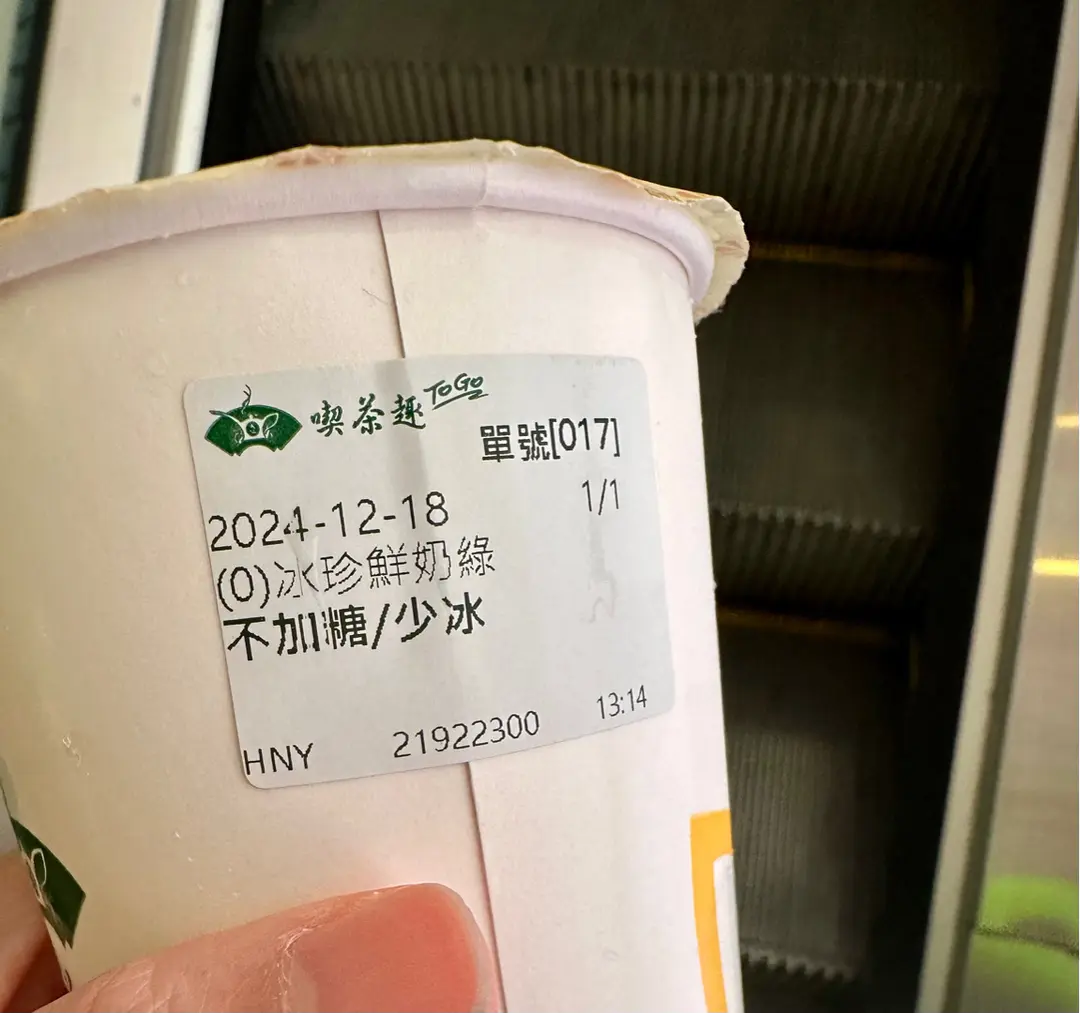 喫茶趣 TOGO
單號[017]
2024-12-18 1/1
(0)冰珍鮮奶綠
不加糖/少冰
HNY 21922300 13:14